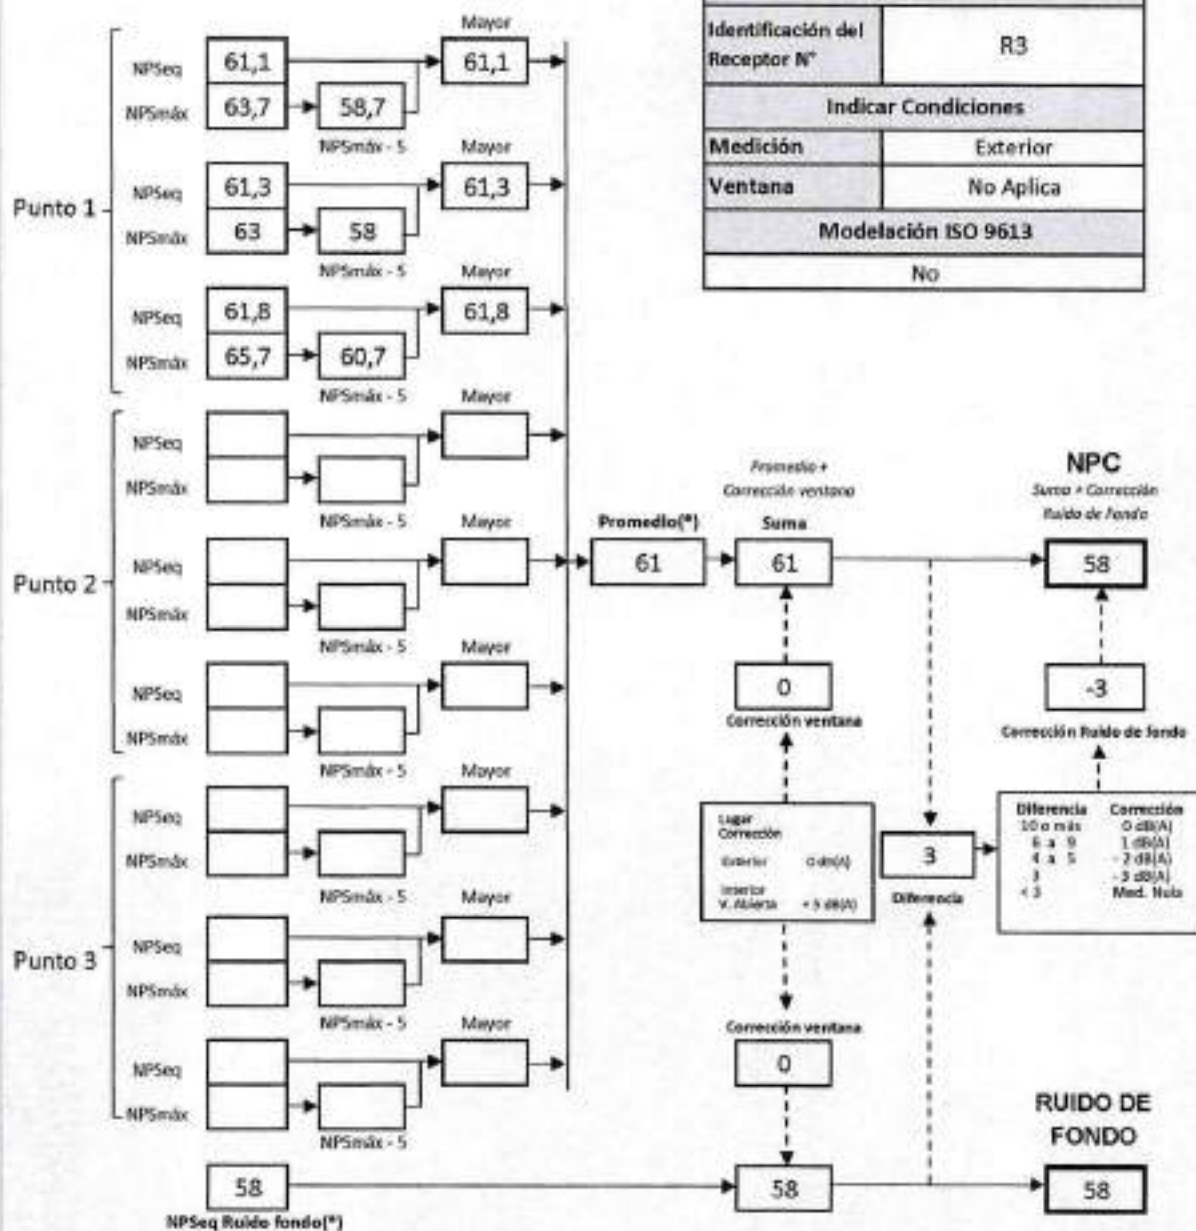 Identificación del Receptor N° R3
Indicar Condiciones
Medición Exterior
Ventana No Aplica
Modelación ISO 9613
No
Punto 1
Mayor
NPSeq 61,1 61,1
NPSmáx 63,7 58,7
NPSmáx - 5
Mayor
NPSeq 61,3 61,3
NPSmáx 63 58
NPSmáx - 5
Mayor
NPSeq 61,8 61,8
NPSmáx 65,7 60,7
NPSmáx - 5
Punto 2
Mayor
NPSeq
NPSmáx
NPSmáx - 5
Mayor
NPSeq
NPSmáx
NPSmáx - 5
Mayor
NPSeq
NPSmáx
NPSmáx - 5
Punto 3
Mayor
NPSeq
NPSmáx
NPSmáx - 5
Mayor
NPSeq
NPSmáx
NPSmáx - 5
Mayor
NPSeq
NPSmáx
NPSmáx - 5
Promedio(*)
61
Promedio +
Corrección ventana
Suma
61
0
Corrección ventana
NPC
Suma + Corrección
Ruido de Fondo
58
-3
Corrección Ruido de fondo
Lugar
Corrección
Exterior 0 dB(A)
Interior
V. Abierta + 5 dB(A)
3
Diferencia
Diferencia Corrección
10 o más 0 dB(A)
6 a 9 1 dB(A)
4 a 5 - 2 dB(A)
3 - 3 dB(A)
< 3 Med. Nula
Corrección ventana
0
58
NPSeq Ruido fondo(*)
58
RUIDO DE
FONDO
58